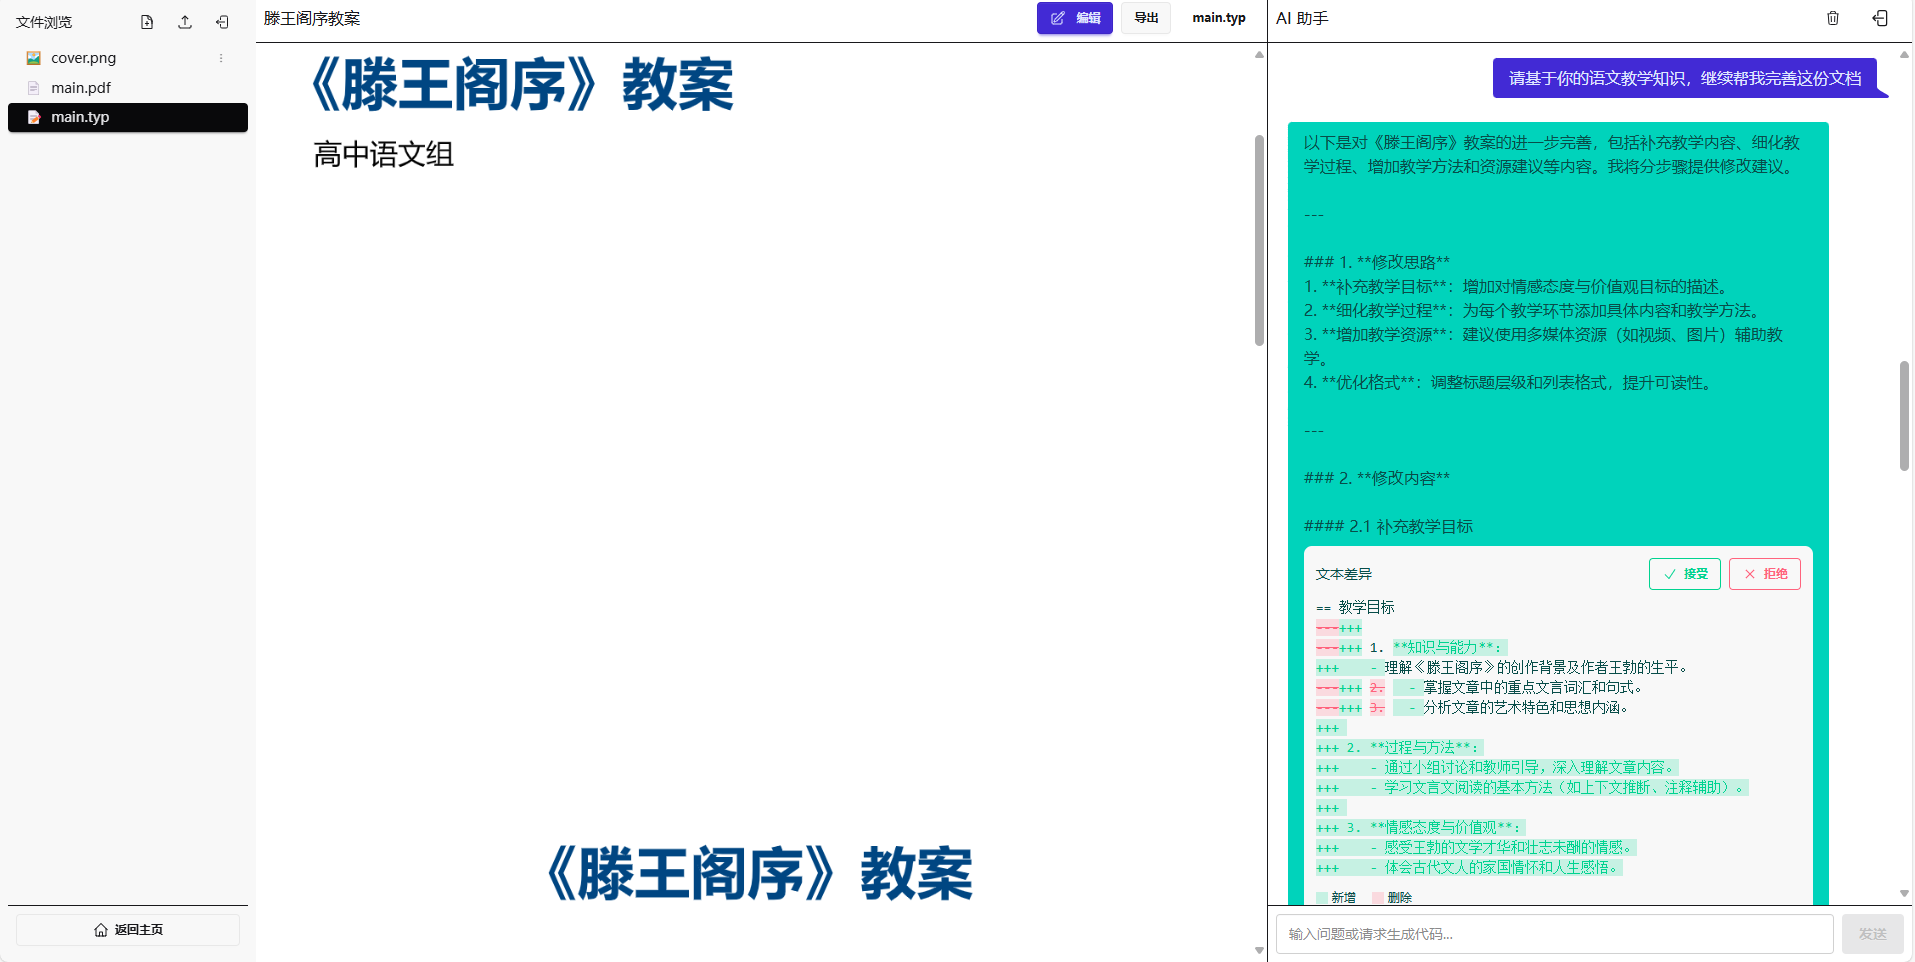 文件浏览
cover.png
main.pdf
main.typ
返回主页
滕王阁序教案
编辑
导出
main.typ
《滕王阁序》教案
高中语文组
《滕王阁序》教案
AI 助手
请基于你的语文教学知识，继续帮我完善这份文档
以下是对《滕王阁序》教案的进一步完善，包括补充教学内容、细化教
学过程、增加教学方法和资源建议等内容。我将分步骤提供修改建议。
---
### 1. **修改思路**
1. **补充教学目标**：增加对情感态度与价值观目标的描述。
2. **细化教学过程**：为每个教学环节添加具体内容和教学方法。
3. **增加教学资源**：建议使用多媒体资源（如视频、图片）辅助教
学。
4. **优化格式**：调整标题层级和列表格式，提升可读性。
---
### 2. **修改内容**
#### 2.1 补充教学目标
文本差异
接受
拒绝
== 教学目标
---+++
---+++ 1. **知识与能力**：
+++ - 理解《滕王阁序》的创作背景及作者王勃的生平。
---+++ 2. - 掌握文章中的重点文言词汇和句式。
---+++ 3. - 分析文章的艺术特色和思想内涵。
+++
+++ 2. **过程与方法**：
+++ - 通过小组讨论和教师引导，深入理解文章内容。
+++ - 学习文言文阅读的基本方法（如上下文推断、注释辅助）。
+++
+++ 3. **情感态度与价值观**：
+++ - 感受王勃的文学才华和壮志未酬的情感。
+++ - 体会古代文人的家国情怀和人生感悟。
新增 删除
输入问题或请求生成代码...
发送